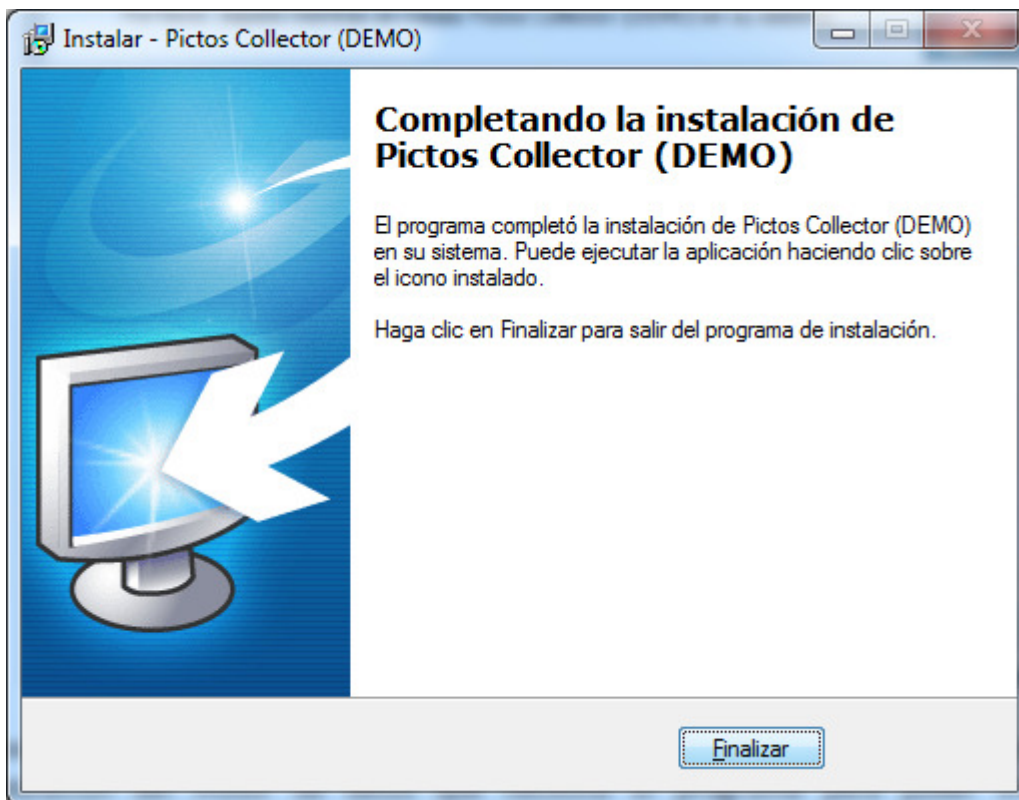 Instalar - Pictos Collector (DEMO)
Completando la instalación de
Pictos Collector (DEMO)
El programa completó la instalación de Pictos Collector (DEMO)
en su sistema. Puede ejecutar la aplicación haciendo clic sobre
el icono instalado.
Haga clic en Finalizar para salir del programa de instalación.
Finalizar